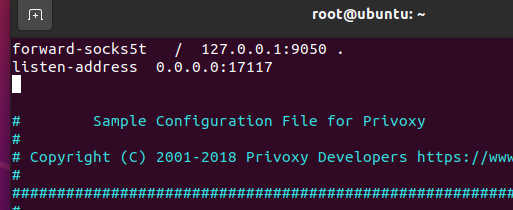 root@ubuntu: ~
forward-socks5t   /  127.0.0.1:9050 .
listen-address  0.0.0.0:17117
#        Sample Configuration File for Privoxy
#
# Copyright (C) 2001-2018 Privoxy Developers https://www
#
################################################################
#